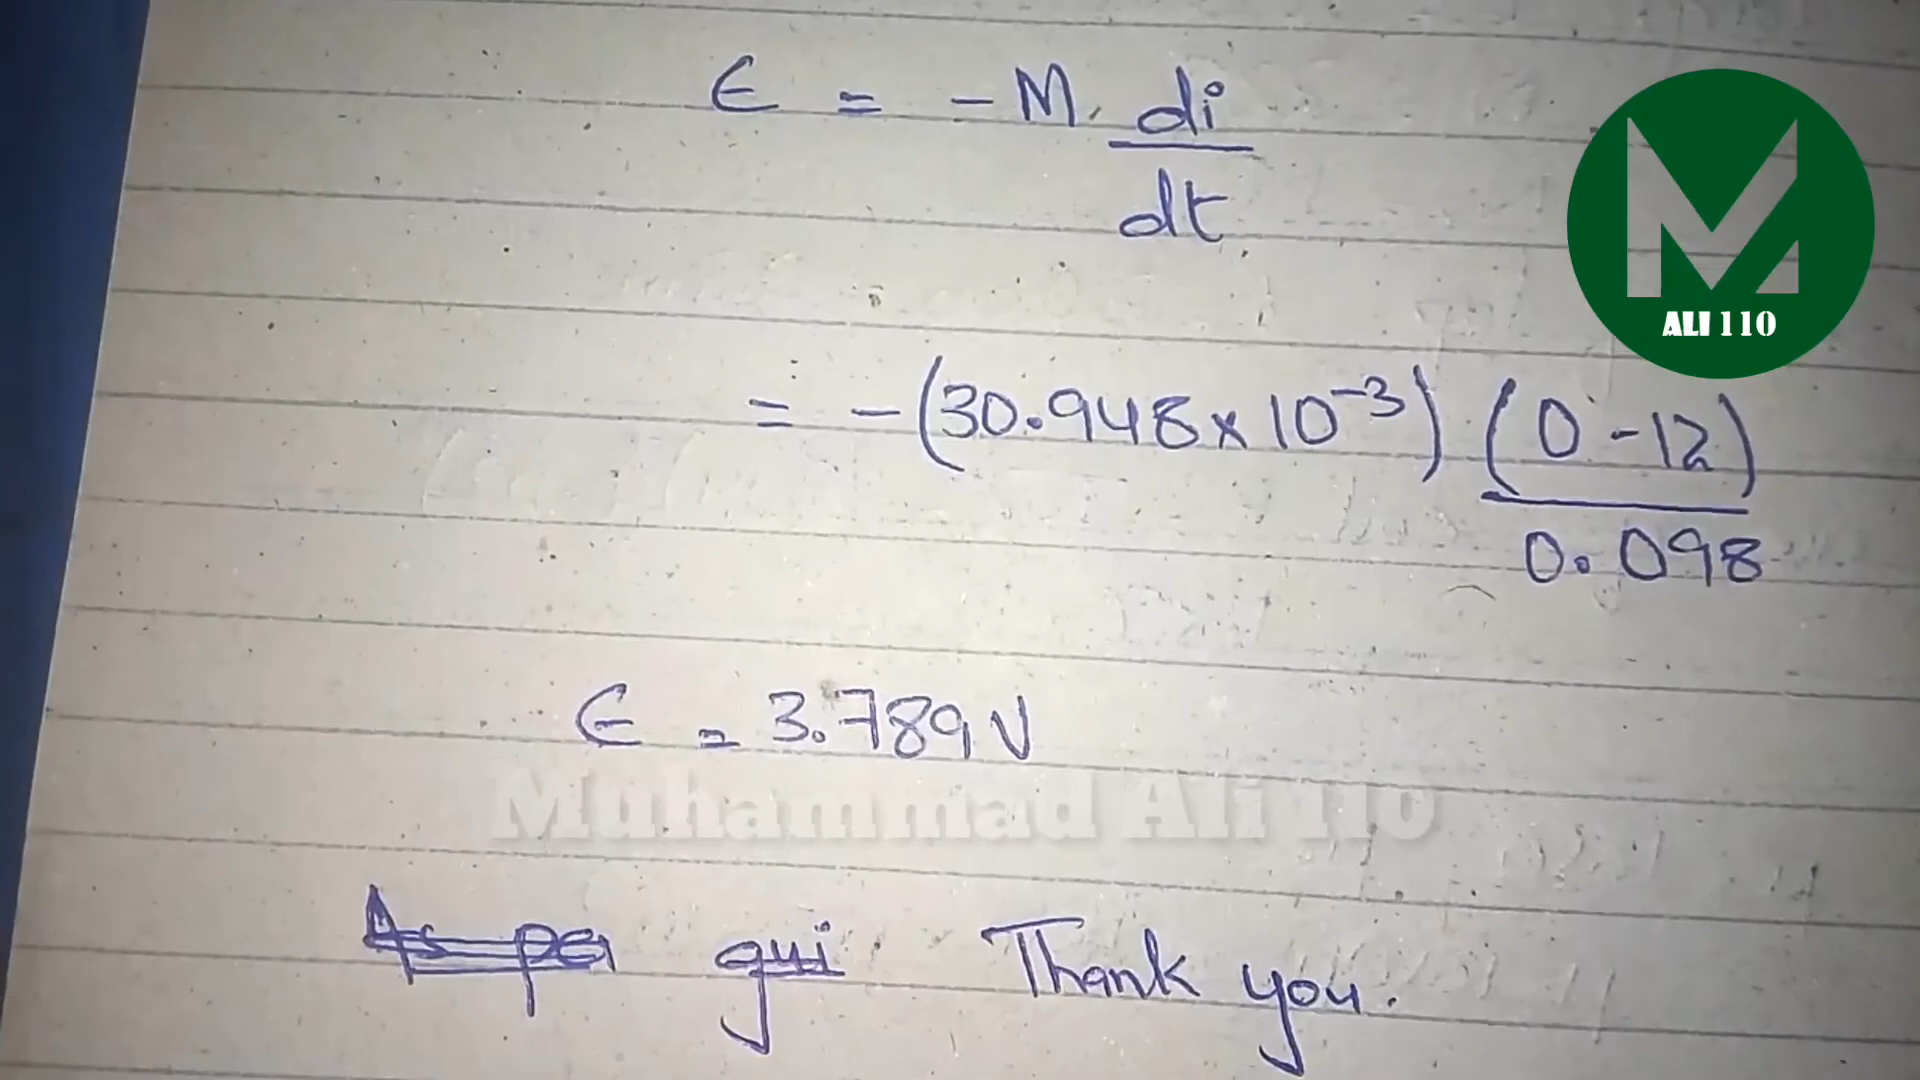 ε = -M. di
dt
M
ALI 110
= -(30.948×10⁻³) (0-12)
0.098
ε = 3.789 V
Muhammad Ali 110
As per qui Thank you.